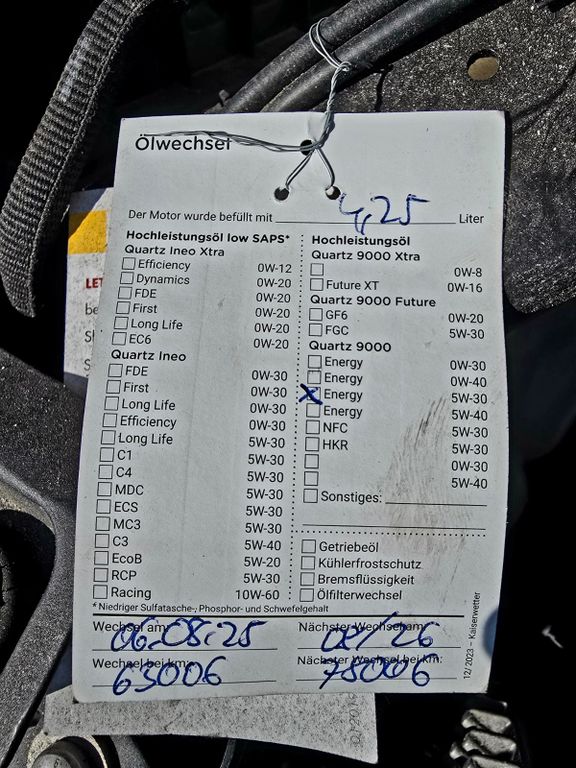 Ölwechsel
Der Motor wurde befüllt mit 4,25 Liter
Hochleistungsöl low SAPS*
Quartz Ineo Xtra
Efficiency 0W-12
Dynamics 0W-20
FDE 0W-20
First 0W-20
Long Life 0W-20
EC6 0W-20
Quartz Ineo
FDE 0W-30
First 0W-30
Long Life 0W-30
Efficiency 0W-30
Long Life 5W-30
C1 5W-30
C4 5W-30
MDC 5W-30
ECS 5W-30
MC3 5W-30
C3 5W-40
EcoB 5W-20
RCP 5W-30
Racing 10W-60
* Niedriger Sulfatasche-, Phosphor- und Schwefelgehalt
Hochleistungsöl
Quartz 9000 Xtra
0W-8
Future XT 0W-16
Quartz 9000 Future
GF6 0W-20
FGC 5W-30
Quartz 9000
Energy 0W-30
Energy 0W-40
X Energy 5W-30
Energy 5W-40
NFC 5W-30
HKR 5W-30
0W-30
5W-40
Sonstiges:
Getriebeöl
Kühlerfrostschutz
Bremsflüssigkeit
Ölfilterwechsel
Wechsel am: 06.08.25
Nächster Wechsel am: 08/26
Wechsel bei km: 63006
Nächster Wechsel bei km: 78006
12/2023 – Kaiserwetter
LET
be
St
S